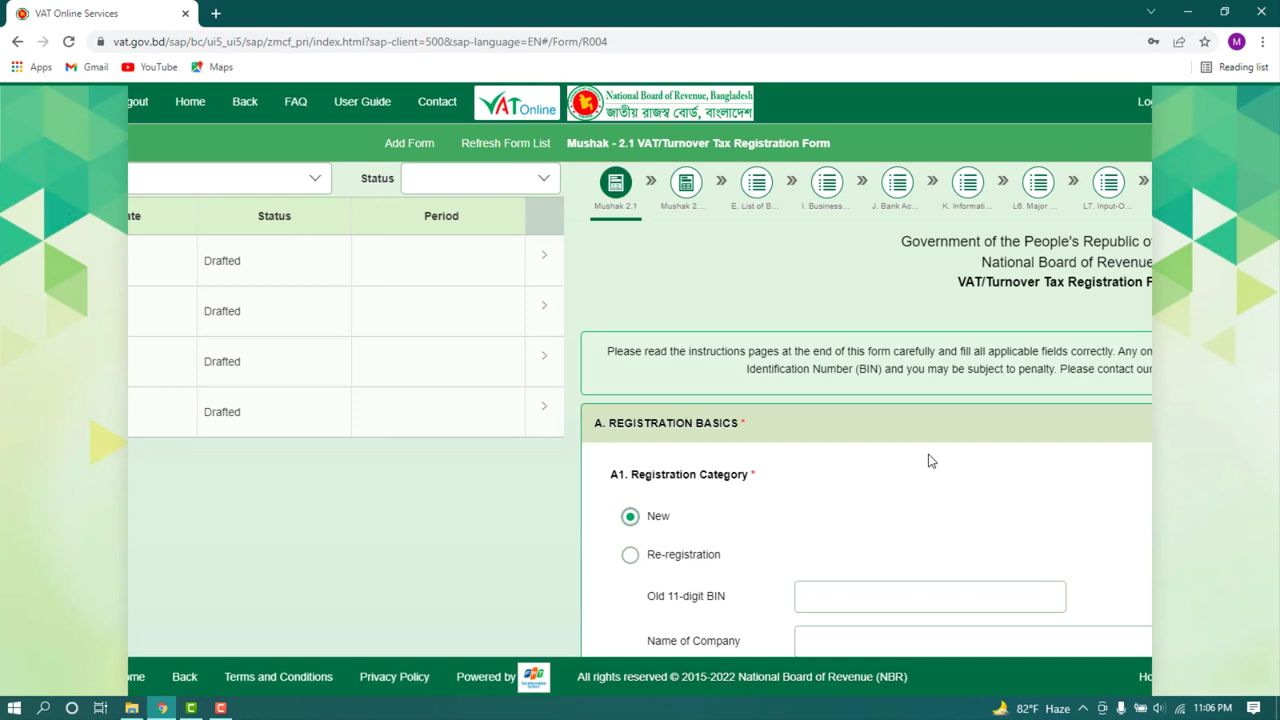 VAT Online Services
vat.gov.bd/sap/bc/ui5_ui5/sap/zmcf_pri/index.html?sap-client=500&sap-language=EN#/Form/R004
M
Apps
Gmail
YouTube
Maps
Reading list
gout
Home
Back
FAQ
User Guide
Contact
VAT Online
National Board of Revenue, Bangladesh
জাতীয় রাজস্ব বোর্ড, বাংলাদেশ
Log
Add Form
Refresh Form List
Mushak - 2.1 VAT/Turnover Tax Registration Form
Status
Mushak 2.1
Mushak 2....
E. List of B...
I. Business...
J. Bank Ac...
K. Informati...
L6. Major ...
L7. Input-O...
ate
Status
Period
Drafted
Drafted
Drafted
Drafted
Government of the People's Republic o
National Board of Revenue
VAT/Turnover Tax Registration F
Please read the instructions pages at the end of this form carefully and fill all applicable fields correctly. Any on
Identification Number (BIN) and you may be subject to penalty. Please contact our
A. REGISTRATION BASICS *
A1. Registration Category *
New
Re-registration
Old 11-digit BIN
Name of Company
ome
Back
Terms and Conditions
Privacy Policy
Powered by
All rights reserved © 2015-2022 National Board of Revenue (NBR)
Ho
82°F Haze
11:06 PM